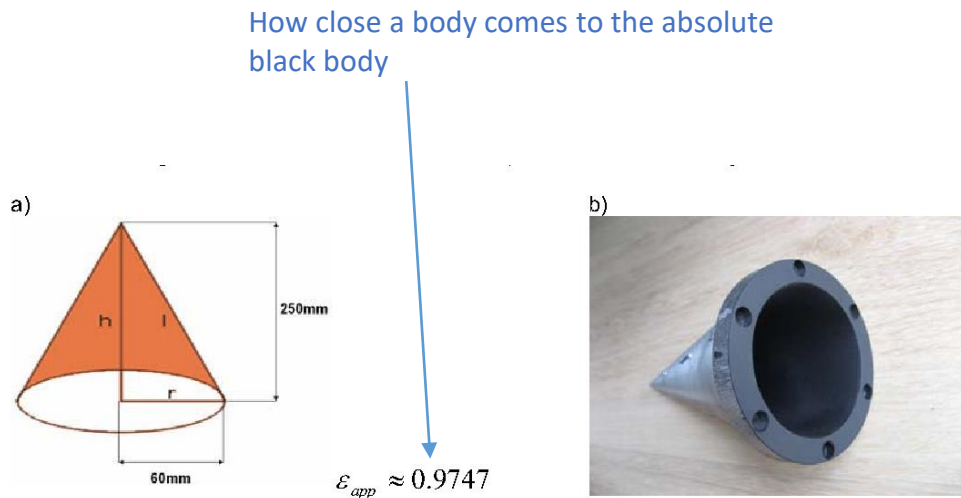 How close a body comes to the absolute
black body
a)
b)
h
l
250mm
r
60mm
ε_app ≈ 0.9747